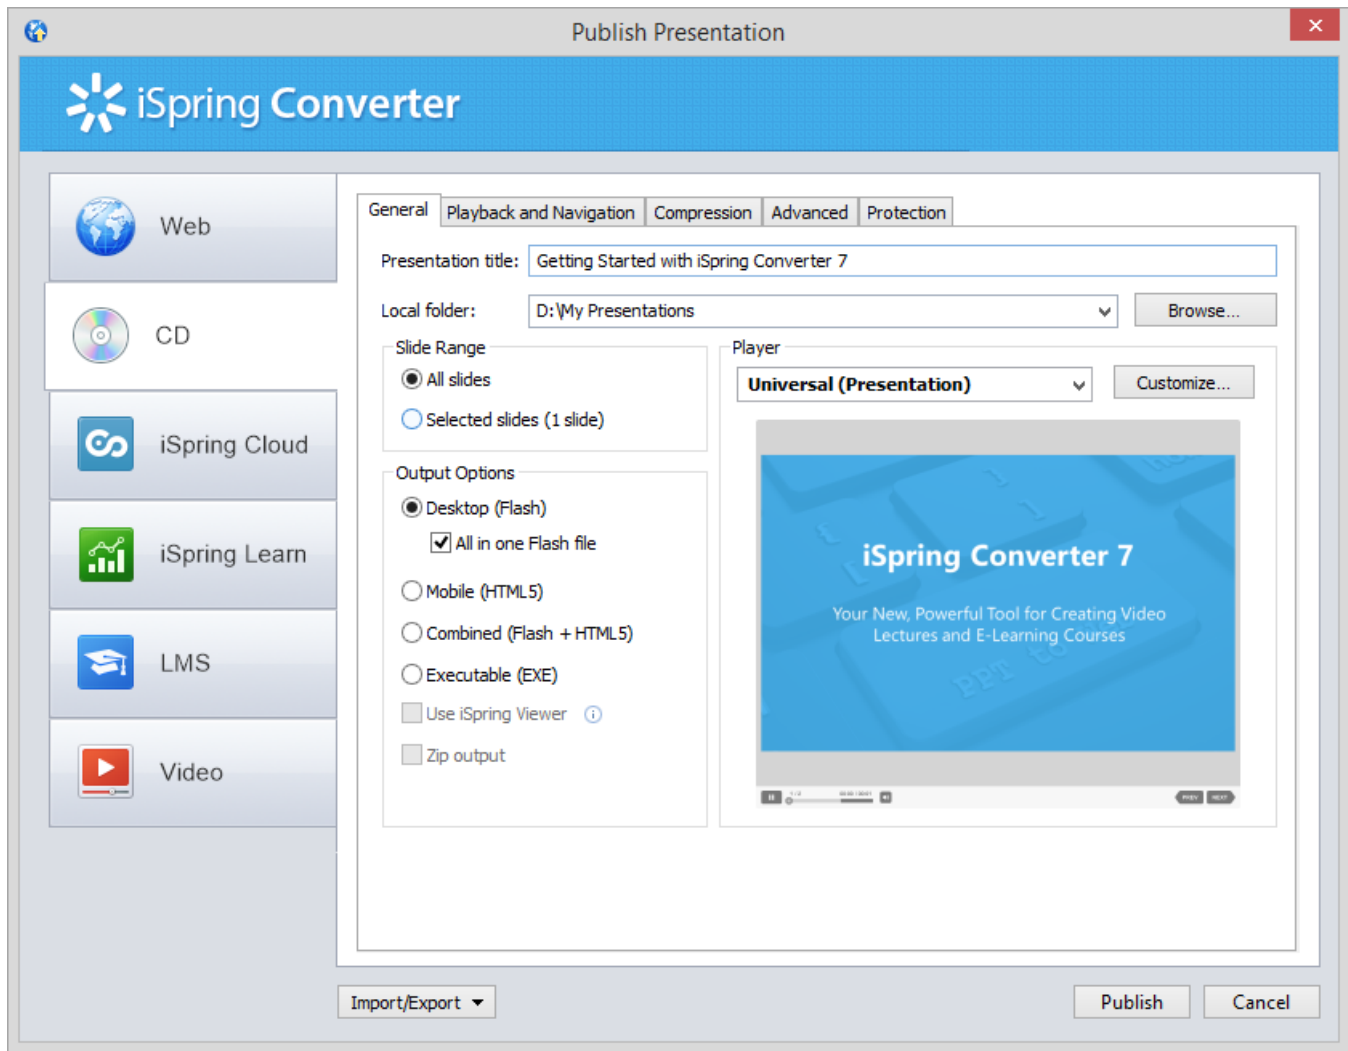 Publish Presentation
iSpring Converter
Web
CD
iSpring Cloud
iSpring Learn
LMS
Video
General
Playback and Navigation
Compression
Advanced
Protection
Presentation title:
Getting Started with iSpring Converter 7
Local folder:
D:\My Presentations
Browse...
Slide Range
All slides
Selected slides (1 slide)
Output Options
Desktop (Flash)
All in one Flash file
Mobile (HTML5)
Combined (Flash + HTML5)
Executable (EXE)
Use iSpring Viewer
Zip output
Player
Universal (Presentation)
Customize...
iSpring Converter 7
Your New, Powerful Tool for Creating Video
Lectures and E-Learning Courses
PPT to
PREV
NEXT
Import/Export
Publish
Cancel